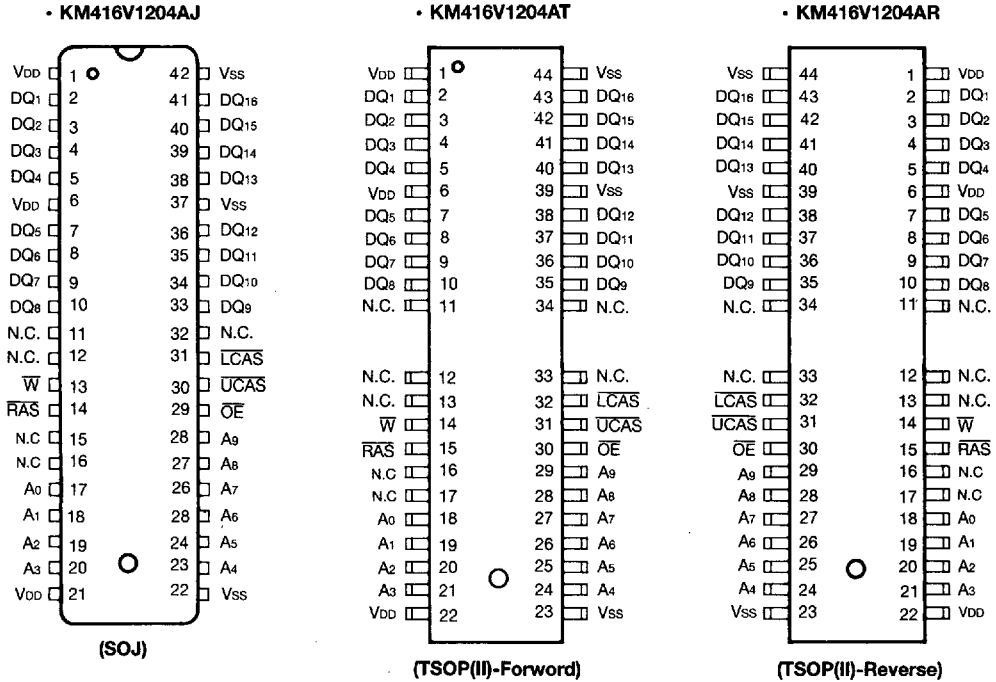 · KM416V1204AJ
VDD 1 42 VSS
DQ1 2 41 DQ16
DQ2 3 40 DQ15
DQ3 4 39 DQ14
DQ4 5 38 DQ13
VDD 6 37 VSS
DQ5 7 36 DQ12
DQ6 8 35 DQ11
DQ7 9 34 DQ10
DQ8 10 33 DQ9
N.C. 11 32 N.C.
N.C. 12 31 L̅C̅A̅S̅
W̅ 13 30 U̅C̅A̅S̅
R̅A̅S̅ 14 29 O̅E̅
N.C 15 28 A9
N.C 16 27 A8
A0 17 26 A7
A1 18 28 A6
A2 19 24 A5
A3 20 23 A4
VDD 21 22 VSS
(SOJ)
· KM416V1204AT
VDD 1 44 VSS
DQ1 2 43 DQ16
DQ2 3 42 DQ15
DQ3 4 41 DQ14
DQ4 5 40 DQ13
VDD 6 39 VSS
DQ5 7 38 DQ12
DQ6 8 37 DQ11
DQ7 9 36 DQ10
DQ8 10 35 DQ9
N.C. 11 34 N.C.
N.C. 12 33 N.C.
N.C. 13 32 L̅C̅A̅S̅
W̅ 14 31 U̅C̅A̅S̅
R̅A̅S̅ 15 30 O̅E̅
N.C 16 29 A9
N.C 17 28 A8
A0 18 27 A7
A1 19 26 A6
A2 20 25 A5
A3 21 24 A4
VDD 22 23 VSS
(TSOP(II)-Forword)
· KM416V1204AR
VSS 44 1 VDD
DQ16 43 2 DQ1
DQ15 42 3 DQ2
DQ14 41 4 DQ3
DQ13 40 5 DQ4
VSS 39 6 VDD
DQ12 38 7 DQ5
DQ11 37 8 DQ6
DQ10 36 9 DQ7
DQ9 35 10 DQ8
N.C. 34 11 N.C.
N.C. 33 12 N.C.
L̅C̅A̅S̅ 32 13 N.C.
U̅C̅A̅S̅ 31 14 W̅
O̅E̅ 30 15 R̅A̅S̅
A9 29 16 N.C
A8 28 17 N.C
A7 27 18 A0
A6 26 19 A1
A5 25 20 A2
A4 24 21 A3
VSS 23 22 VDD
(TSOP(II)-Reverse)